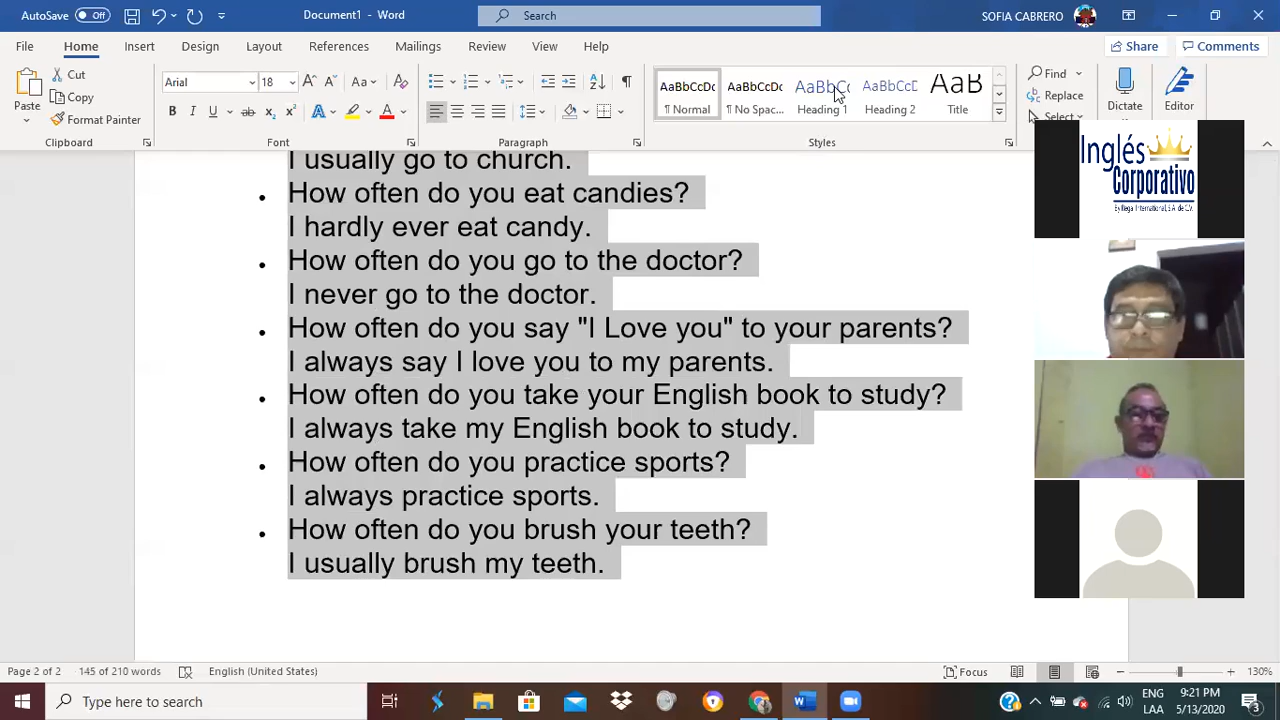 AutoSave Off Document1 - Word Search SOFIA CABRERO
File Home Insert Design Layout References Mailings Review View Help Share Comments
Paste Cut Copy Format Painter Clipboard
Arial 18 Font
Paragraph
AaBbCcDc AaBbCcDc AaBbCc AaBbCcE AaB
¶ Normal ¶ No Spac... Heading 1 Heading 2 Title
Styles
Find Replace Select
Dictate Editor
I usually go to church.
• How often do you eat candies?
I hardly ever eat candy.
• How often do you go to the doctor?
I never go to the doctor.
• How often do you say "I Love you" to your parents?
I always say I love you to my parents.
• How often do you take your English book to study?
I always take my English book to study.
• How often do you practice sports?
I always practice sports.
• How often do you brush your teeth?
I usually brush my teeth.
Inglés
Corporativo
Page 2 of 2 145 of 210 words English (United States) Focus 130%
Type here to search
ENG 9:21 PM
LAA 5/13/2020
3